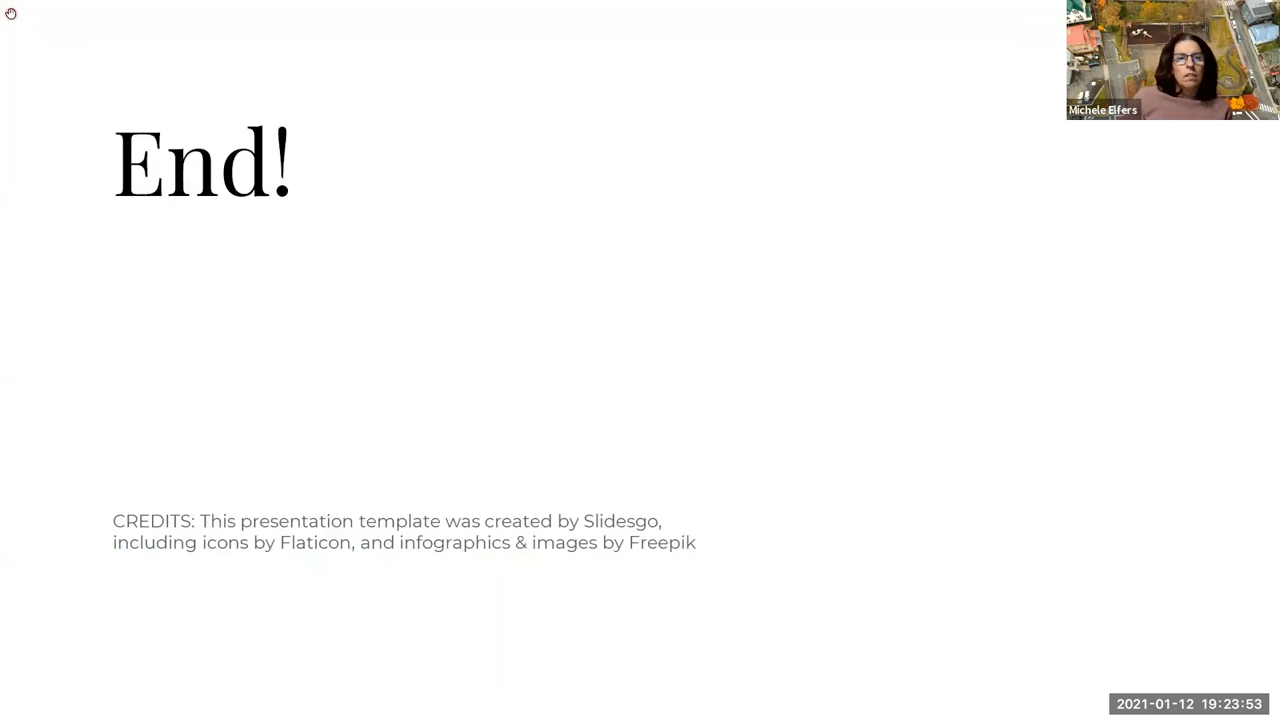 Michele Elfers
End!
CREDITS: This presentation template was created by Slidesgo,
including icons by Flaticon, and infographics & images by Freepik
2021-01-12 19:23:53